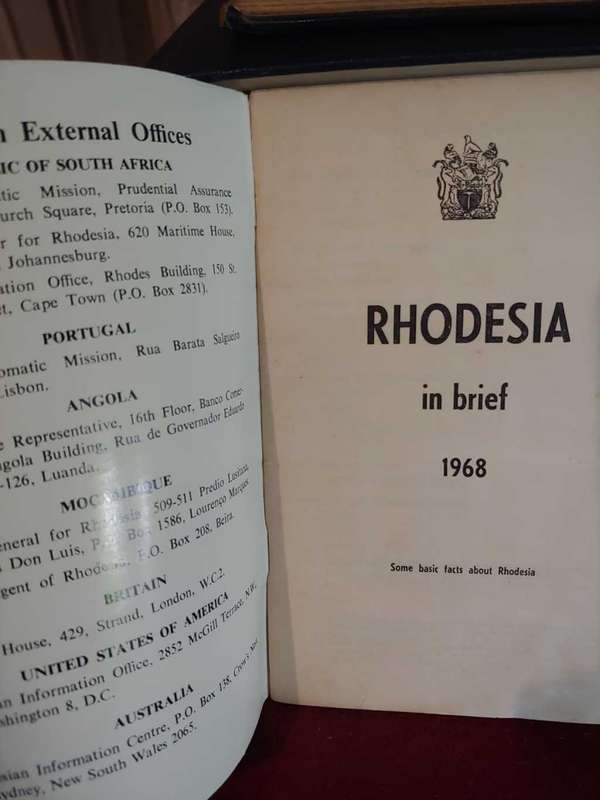 External Offices
IC OF SOUTH AFRICA
tic Mission, Prudential Assurance
urch Square, Pretoria (P.O. Box 153).
r for Rhodesia, 620 Maritime House,
Johannesburg.
ation Office, Rhodes Building, 150 St.
t, Cape Town (P.O. Box 2831).
PORTUGAL
omatic Mission, Rua Barata Salgueiro
Lisbon.
ANGOLA
e Representative, 16th Floor, Banco
ngola Building, Rua de Governador Eduardo
-126, Luanda.
MOÇAMBIQUE
eneral for Rhodesia, 509-511 Predio Lusitana,
Don Luis, P.O. Box 1586, Lourenço Marques.
gent of Rhodesia, P.O. Box 208, Beira.
BRITAIN
House, 429, Strand, London, W.C.2.
UNITED STATES OF AMERICA
an Information Office, 2852 McGill Terrace, NW,
shington 8, D.C.
AUSTRALIA
sian Information Centre, P.O. Box 138, Crow's Nest
ydney, New South Wales 2065.
RHODESIA
in brief
1968
Some basic facts about Rhodesia